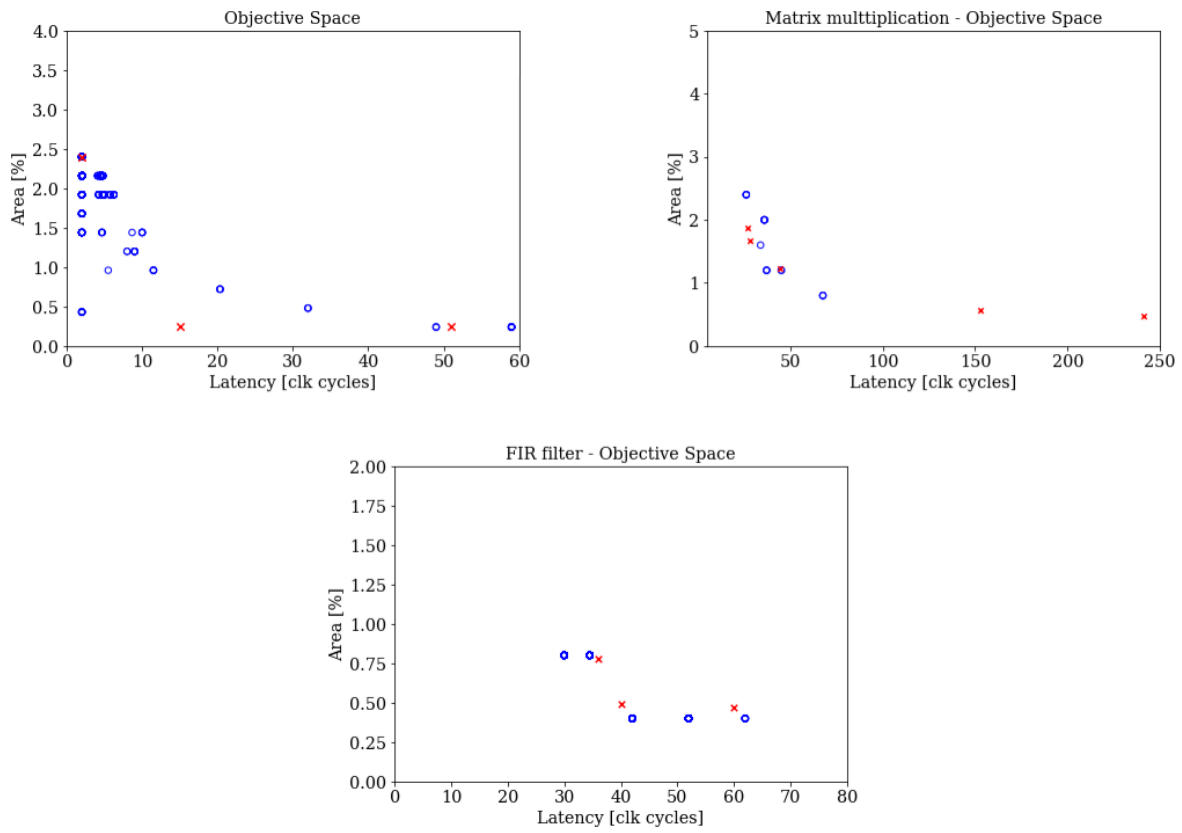 Objective Space
4.0
3.5
3.0
2.5
2.0
1.5
1.0
0.5
0.0
Area [%]
0 10 20 30 40 50 60
Latency [clk cycles]
Matrix multtiplication - Objective Space
5
4
3
2
1
0
Area [%]
50 100 150 200 250
Latency [clk cycles]
FIR filter - Objective Space
2.00
1.75
1.50
1.25
1.00
0.75
0.50
0.25
0.00
Area [%]
0 10 20 30 40 50 60 70 80
Latency [clk cycles]